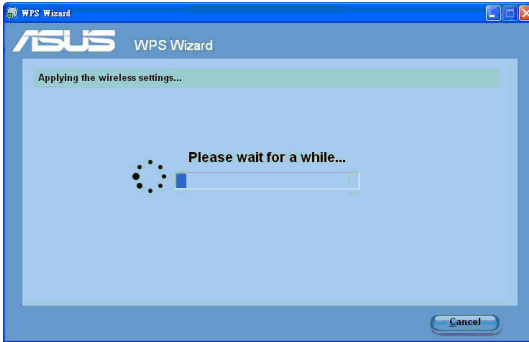 WPS Wizard
ASUS WPS Wizard
Applying the wireless settings...
Please wait for a while...
Cancel